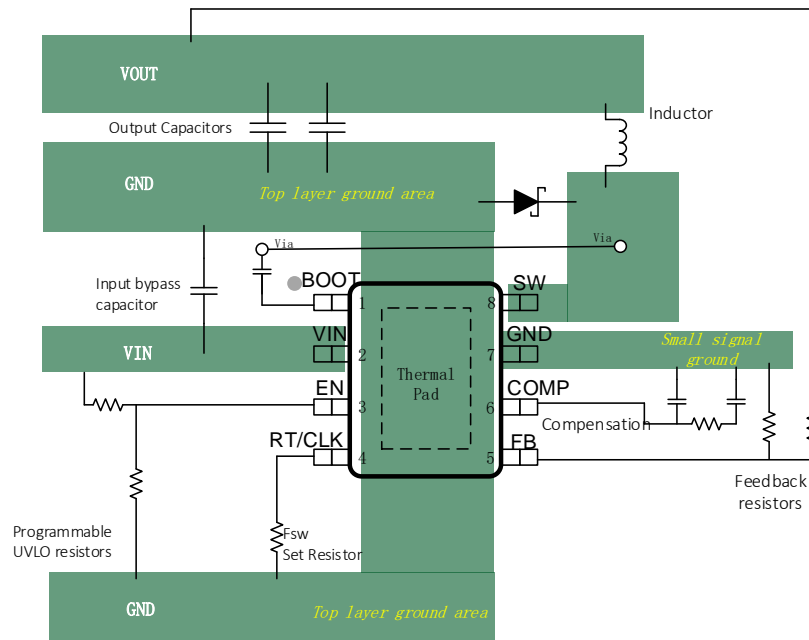 VOUT
Inductor
Output Capacitors
GND
Top layer ground area
Via
Via
BOOT
SW
Input bypass
capacitor
1
8
VIN
VIN
GND
Small signal
ground
2
7
Thermal
Pad
EN
COMP
3
6
Compensation
RT/CLK
FB
4
5
Feedback
resistors
Programmable
UVLO resistors
Fsw
Set Resistor
GND
Top layer ground area